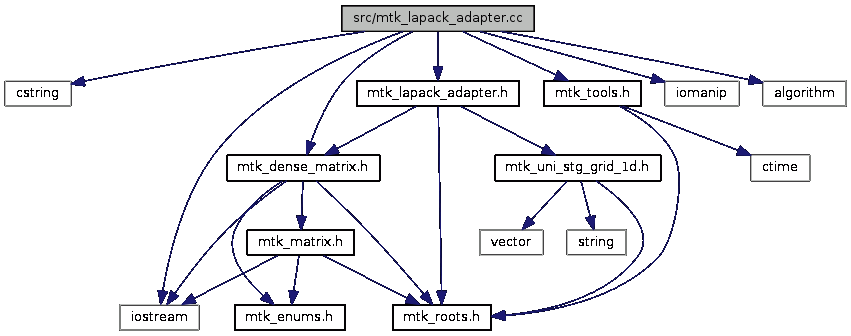 src/mtk_lapack_adapter.cc
cstring
mtk_lapack_adapter.h
mtk_tools.h
iomanip
algorithm
mtk_dense_matrix.h
mtk_uni_stg_grid_1d.h
ctime
mtk_matrix.h
vector
string
iostream
mtk_enums.h
mtk_roots.h